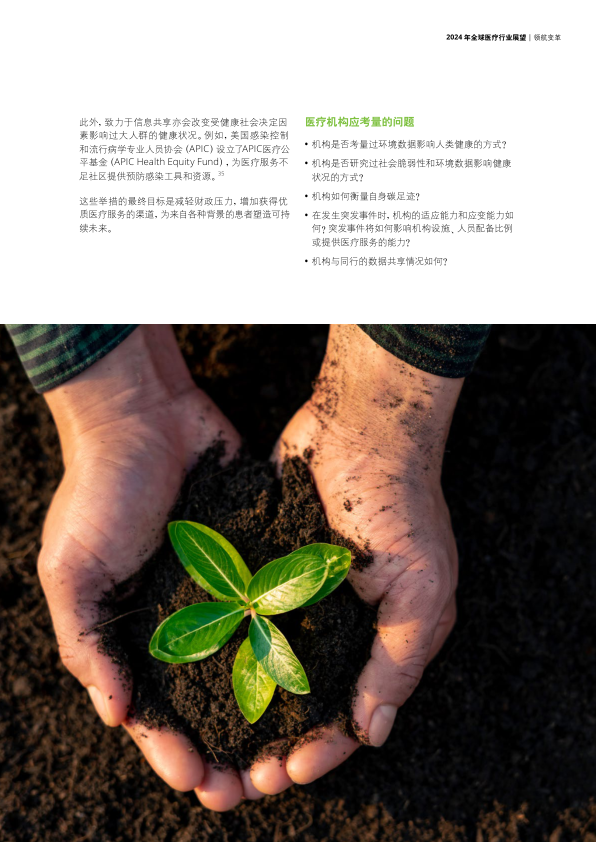 2024 年全球医疗行业展望 | 领航变革
此外, 致力于信息共享亦会改变受健康社会决定因
素影响过大人群的健康状况。例如, 美国感染控制
和流行病学专业人员协会 (APIC) 设立了APIC医疗公
平基金 (APIC Health Equity Fund) , 为医疗服务不
足社区提供预防感染工具和资源。35
这些举措的最终目标是减轻财政压力, 增加获得优
质医疗服务的渠道, 为来自各种背景的患者塑造可持
续未来。
医疗机构应考量的问题
• 机构是否考量过环境数据影响人类健康的方式?
• 机构是否研究过社会脆弱性和环境数据影响健康
状况的方式?
• 机构如何衡量自身碳足迹?
• 在发生突发事件时, 机构的适应能力和应变能力如
何? 突发事件将如何影响机构设施、人员配备比例
或提供医疗服务的能力?
• 机构与同行的数据共享情况如何?